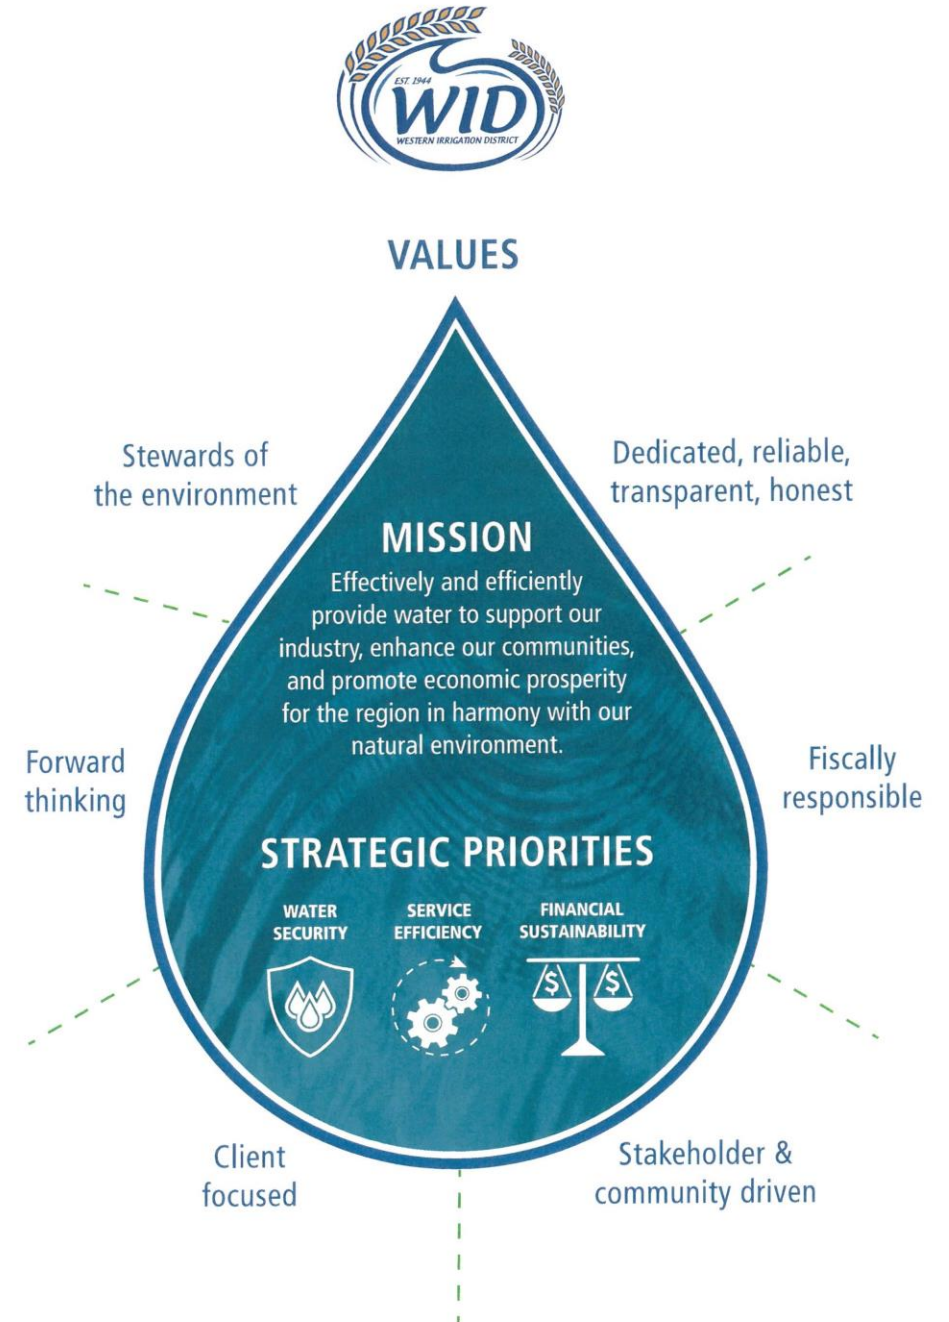 EST. 1944
WID
WESTERN IRRIGATION DISTRICT
VALUES
Stewards of
the environment
Dedicated, reliable,
transparent, honest
MISSION
Effectively and efficiently
provide water to support our
industry, enhance our communities,
and promote economic prosperity
for the region in harmony with our
natural environment.
Forward
thinking
Fiscally
responsible
STRATEGIC PRIORITIES
WATER
SECURITY
SERVICE
EFFICIENCY
FINANCIAL
SUSTAINABILITY
$ $
Client
focused
Stakeholder &
community driven